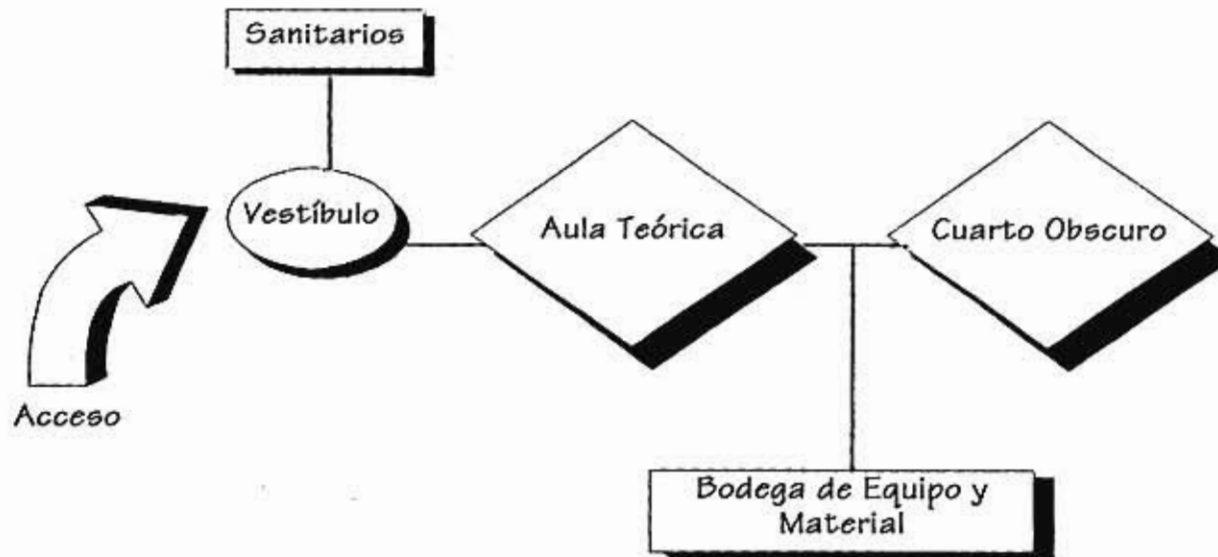 Sanitarios
Vestíbulo
Aula Teórica
Cuarto Obscuro
Acceso
Bodega de Equipo y
Material